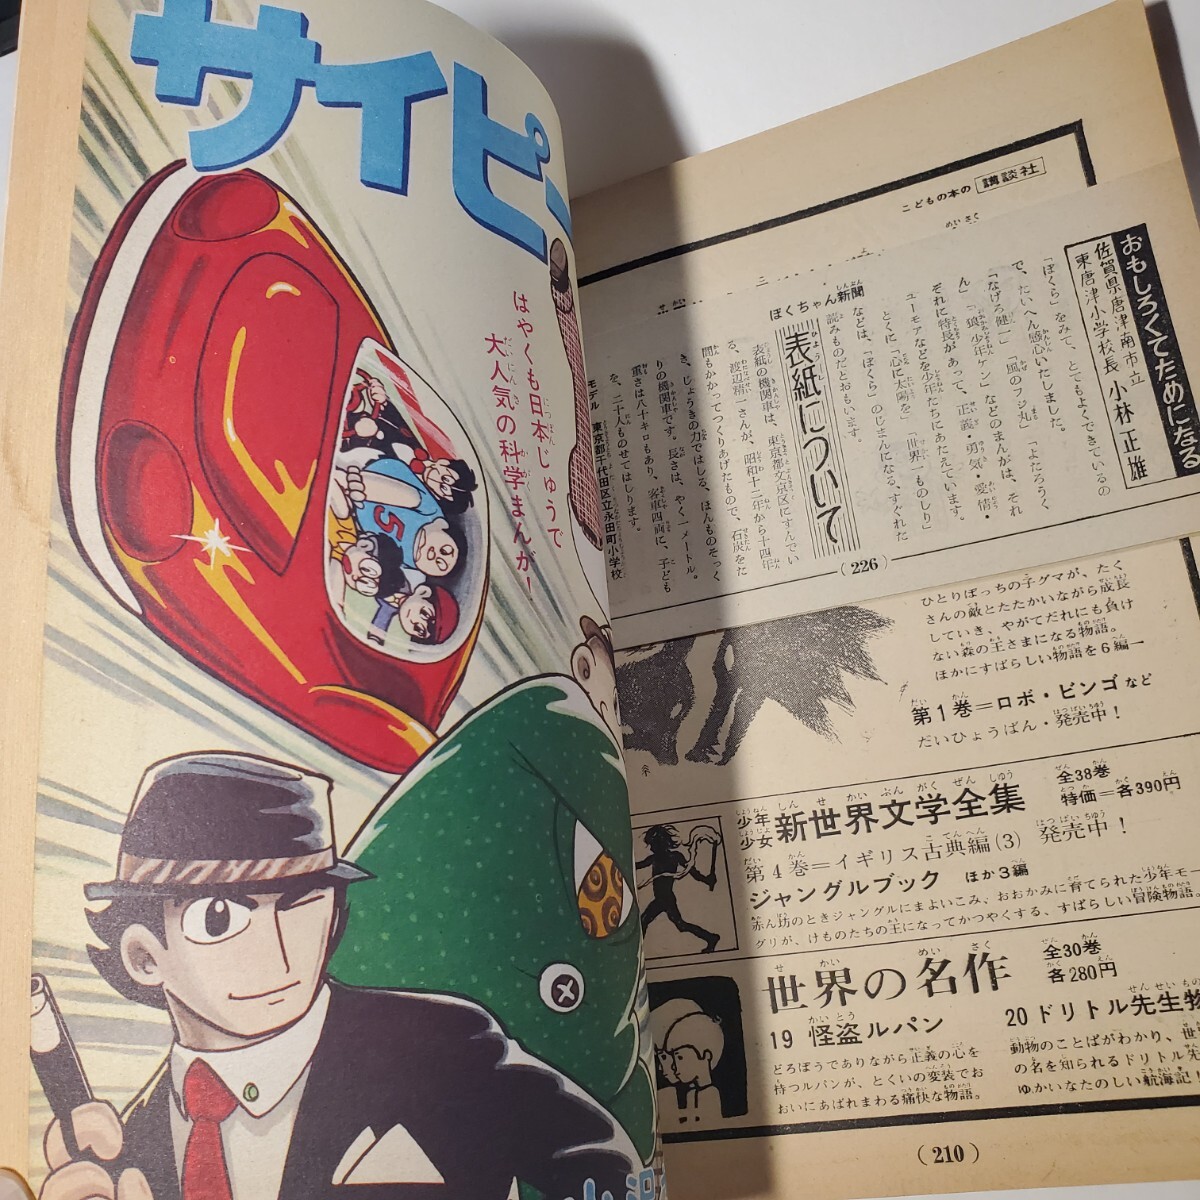 サイピ
はやくも日本じゅうで
大人気の科学まんが！
5
こどもの本の 講談社
おもしろくてためになる
佐賀県唐津南市立
東唐津小学校長 小林正雄
「ぼくら」をみて、とてもよくできているの
で、たいへん感心いたしました。
「なげろ健一」「風のフジ丸」「よたろうく
ん」「狼少年ケン」などのまんがは、それ
それに特長があって、正義・勇気・愛情・
ユーモアなどを少年たちにあたえています。
とくに「心に太陽を」「世界一ものしり」
ぼくちゃん新聞
などは、「ぼくら」のじまんになる、すぐれた
読みものだとおもいます。
表紙について
表紙の機関車は、東京都文京区にすんでい
る、渡辺精一さんが、昭和十二年から十四年
間もかかってつくりあげたもので、石炭をた
き、じょうきの力ではしる、ほんものそっく
りの機関車です。長さは、やく一メートル。
重さは八十キロもあり、客車四両に、子ども
を、二十人ものせてはしります。
モデル 東京都千代田区立永田町小学校
(226)
ひとりぼっちの子グマが、たく
さんの敵とたたかいながら成長
していき、やがてだれにも負け
ない森の王さまになる物語。
ほかにすばらしい物語を6編
第1巻＝ロボ・ビンゴなど
だいひょうばん・発売中！
少年少女 新世界文学全集 全38巻 特価＝各390円
第4巻＝イギリス古典編(3) 発売中！
ジャングルブック ほか3編
赤ん坊のときジャングルにまよいこみ、おおかみに育てられた少年モー
グリが、けものたちの王になってかつやくする、すばらしい冒険物語。
世界の名作 全30巻 各280円
19 怪盗ルパン
どろぼうでありながら正義の心を
持つルパンが、とくいの変装でお
おいにあばれまわる痛快な物語。
20 ドリトル先生物
動物のことばがわかり、世
の名を知られるドリトル先
ゆかいなたのしい航海記！
(210)